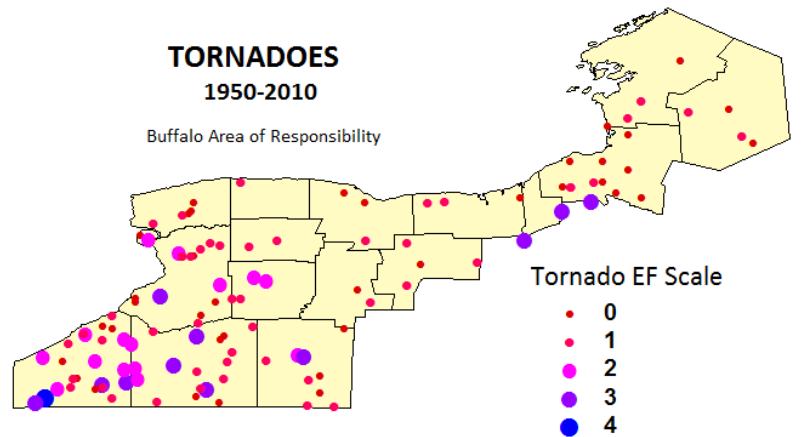 TORNADOES
1950-2010
Buffalo Area of Responsibility
Tornado EF Scale
0
1
2
3
4